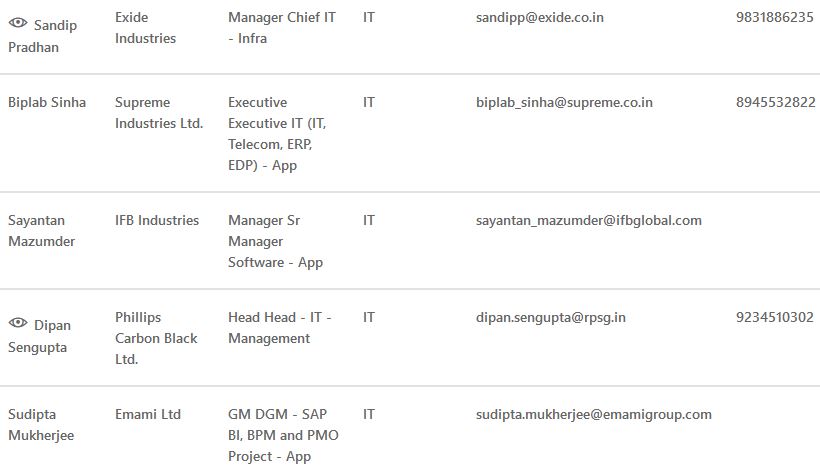 Sandip Pradhan
Exide Industries
Manager Chief IT - Infra
IT
sandipp@exide.co.in
9831886235
Biplab Sinha
Supreme Industries Ltd.
Executive Executive IT (IT, Telecom, ERP, EDP) - App
IT
biplab_sinha@supreme.co.in
8945532822
Sayantan Mazumder
IFB Industries
Manager Sr Manager Software - App
IT
sayantan_mazumder@ifbglobal.com
Dipan Sengupta
Phillips Carbon Black Ltd.
Head Head - IT - Management
IT
dipan.sengupta@rpsg.in
9234510302
Sudipta Mukherjee
Emami Ltd
GM DGM - SAP BI, BPM and PMO Project - App
IT
sudipta.mukherjee@emamigroup.com